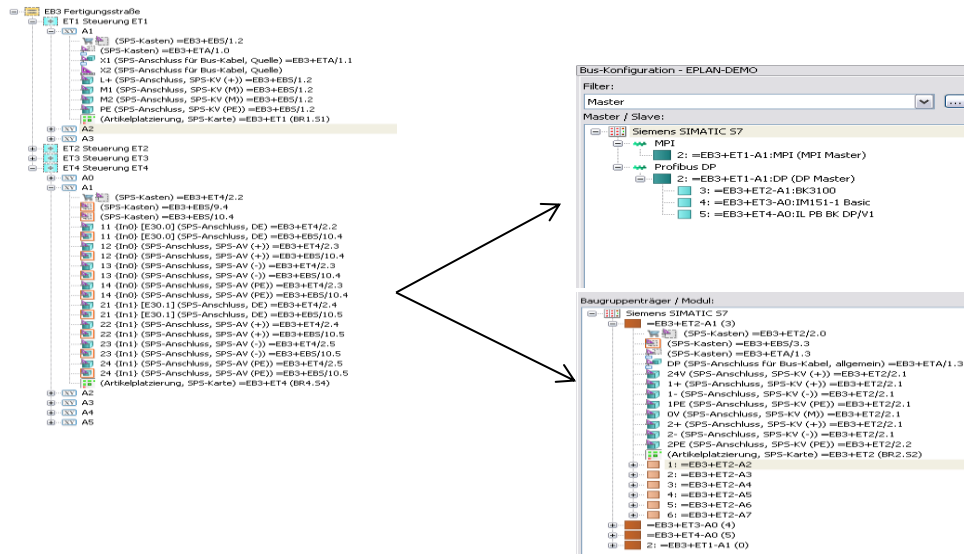 EB3 Fertigungsstraße
ET1 Steuerung ET1
A1
(SPS-Kasten) =EB3+EBS/1.2
(SPS-Kasten) =EB3+ETA/1.0
X1 (SPS-Anschluss für Bus-Kabel, Quelle) =EB3+ETA/1.1
X2 (SPS-Anschluss für Bus-Kabel, Quelle)
L+ (SPS-Anschluss, SPS-KV (+)) =EB3+EBS/1.2
M1 (SPS-Anschluss, SPS-KV (M)) =EB3+EBS/1.2
M2 (SPS-Anschluss, SPS-KV (M)) =EB3+EBS/1.2
PE (SPS-Anschluss, SPS-KV (PE)) =EB3+EBS/1.2
(Artikelplatzierung, SPS-Karte) =EB3+ET1 (BR1.S1)
A2
A3
ET2 Steuerung ET2
ET3 Steuerung ET3
ET4 Steuerung ET4
A0
A1
(SPS-Kasten) =EB3+ET4/2.2
(SPS-Kasten) =EB3+EBS/9.4
(SPS-Kasten) =EB3+EBS/10.4
11 {In0} [E30.0] (SPS-Anschluss, DE) =EB3+ET4/2.2
11 {In0} [E30.0] (SPS-Anschluss, DE) =EB3+EBS/10.4
12 {In0} (SPS-Anschluss, SPS-AV (+)) =EB3+ET4/2.3
12 {In0} (SPS-Anschluss, SPS-AV (+)) =EB3+EBS/10.4
13 {In0} (SPS-Anschluss, SPS-AV (-)) =EB3+ET4/2.3
13 {In0} (SPS-Anschluss, SPS-AV (-)) =EB3+EBS/10.4
14 {In0} (SPS-Anschluss, SPS-AV (PE)) =EB3+ET4/2.3
14 {In0} (SPS-Anschluss, SPS-AV (PE)) =EB3+EBS/10.4
21 {In1} [E30.1] (SPS-Anschluss, DE) =EB3+ET4/2.4
21 {In1} [E30.1] (SPS-Anschluss, DE) =EB3+EBS/10.5
22 {In1} (SPS-Anschluss, SPS-AV (+)) =EB3+ET4/2.4
22 {In1} (SPS-Anschluss, SPS-AV (+)) =EB3+EBS/10.5
23 {In1} (SPS-Anschluss, SPS-AV (-)) =EB3+ET4/2.5
23 {In1} (SPS-Anschluss, SPS-AV (-)) =EB3+EBS/10.5
24 {In1} (SPS-Anschluss, SPS-AV (PE)) =EB3+ET4/2.5
24 {In1} (SPS-Anschluss, SPS-AV (PE)) =EB3+EBS/10.5
(Artikelplatzierung, SPS-Karte) =EB3+ET4 (BR4.S4)
A2
A3
A4
A5
Bus-Konfiguration - EPLAN-DEMO
Filter:
Master
...
Master / Slave:
Siemens SIMATIC S7
MPI
2: =EB3+ET1-A1:MPI (MPI Master)
Profibus DP
2: =EB3+ET1-A1:DP (DP Master)
3: =EB3+ET2-A1:BK3100
4: =EB3+ET3-A0:IM151-1 Basic
5: =EB3+ET4-A0:IL PB BK DP/V1
Baugruppenträger / Modul:
Siemens SIMATIC S7
=EB3+ET2-A1 (3)
(SPS-Kasten) =EB3+ET2/2.0
(SPS-Kasten) =EB3+EBS/3.3
(SPS-Kasten) =EB3+ETA/1.3
DP (SPS-Anschluss für Bus-Kabel, allgemein) =EB3+ETA/1.3
24V (SPS-Anschluss, SPS-KV (+)) =EB3+ET2/2.1
1+ (SPS-Anschluss, SPS-KV (+)) =EB3+ET2/2.1
1- (SPS-Anschluss, SPS-KV (-)) =EB3+ET2/2.1
1PE (SPS-Anschluss, SPS-KV (PE)) =EB3+ET2/2.1
0V (SPS-Anschluss, SPS-KV (M)) =EB3+ET2/2.1
2+ (SPS-Anschluss, SPS-KV (+)) =EB3+ET2/2.1
2- (SPS-Anschluss, SPS-KV (-)) =EB3+ET2/2.1
2PE (SPS-Anschluss, SPS-KV (PE)) =EB3+ET2/2.2
(Artikelplatzierung, SPS-Karte) =EB3+ET2 (BR2.S2)
1: =EB3+ET2-A2
2: =EB3+ET2-A3
3: =EB3+ET2-A4
4: =EB3+ET2-A5
5: =EB3+ET2-A6
6: =EB3+ET2-A7
=EB3+ET3-A0 (4)
=EB3+ET4-A0 (5)
2: =EB3+ET1-A1 (0)